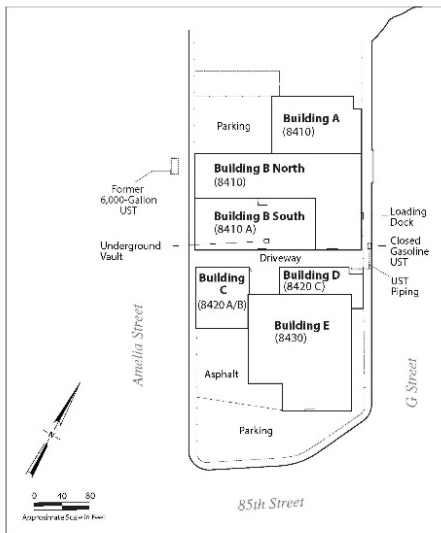 Building A
(8410)
Parking
Building B North
(8410)
Former
6,000-Gallon
UST
Building B South
(8410 A)
Loading
Dock
Underground
Vault
Closed
Gasoline
UST
Driveway
UST
Piping
Building
C
(8420 A/B)
Building D
(8420 C)
Building E
(8430)
Amelia Street
G Street
Asphalt
Parking
N
0 40 80
Approximate Scale in Feet
85th Street